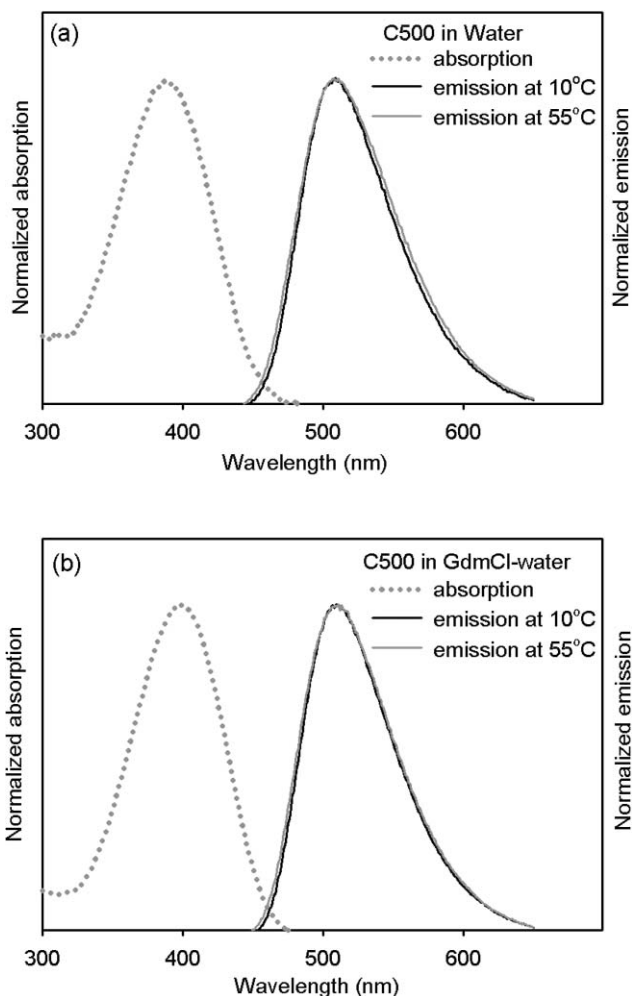 (a)
C500 in Water
absorption
emission at 10°C
emission at 55°C
Normalized absorption
Normalized emission
300 400 500 600
Wavelength (nm)
(b)
C500 in GdmCl-water
absorption
emission at 10°C
emission at 55°C
Normalized absorption
Normalized emission
300 400 500 600
Wavelength (nm)